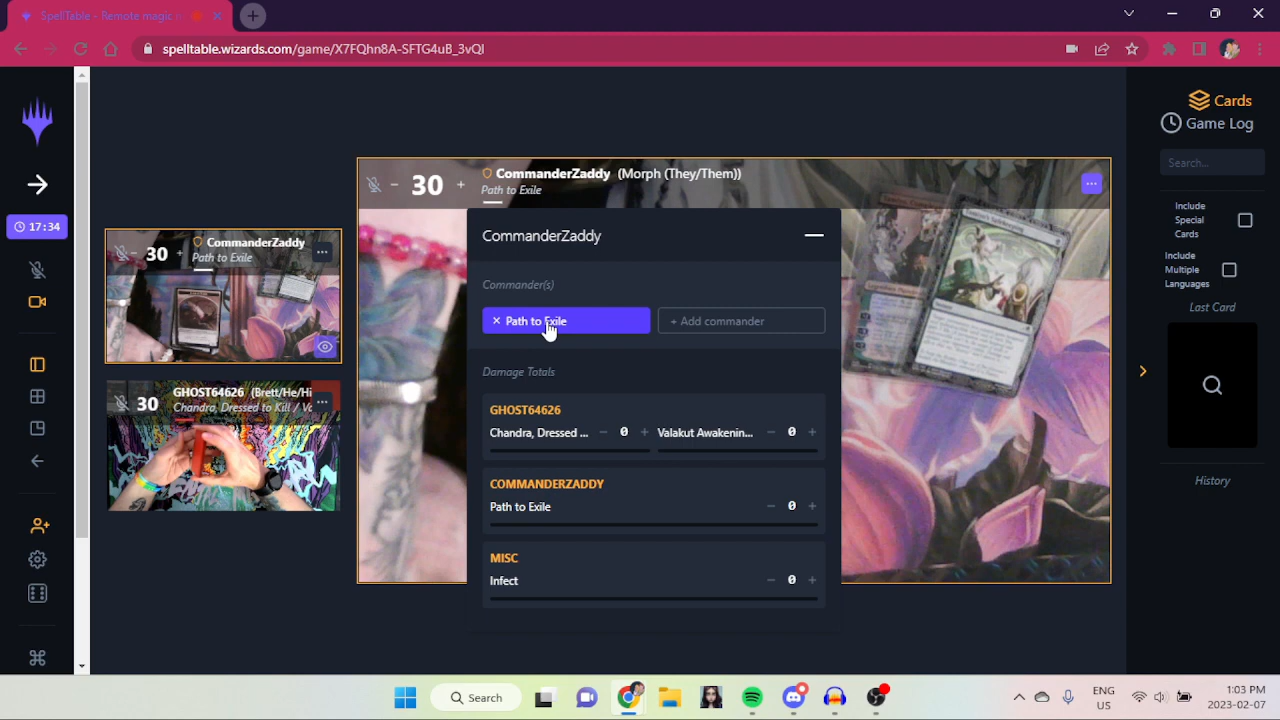 SpellTable - Remote magic
spelltable.wizards.com/game/X7FQhn8A-SFTG4uB_3vQI
17:34
30
CommanderZaddy
Path to Exile
30
GHOST64626 (Brett/He/Hi
Chandra, Dressed to Kill / Va
30
CommanderZaddy (Morph (They/Them))
Path to Exile
CommanderZaddy
Commander(s)
× Path to Exile
+ Add commander
Damage Totals
GHOST64626
Chandra, Dressed ... − 0 + Valakut Awakenin... − 0 +
COMMANDERZADDY
Path to Exile − 0 +
MISC
Infect − 0 +
Cards
Game Log
Search...
Include
Special
Cards
Include
Multiple
Languages
Last Card
History
Search
ENG
US
1:03 PM
2023-02-07